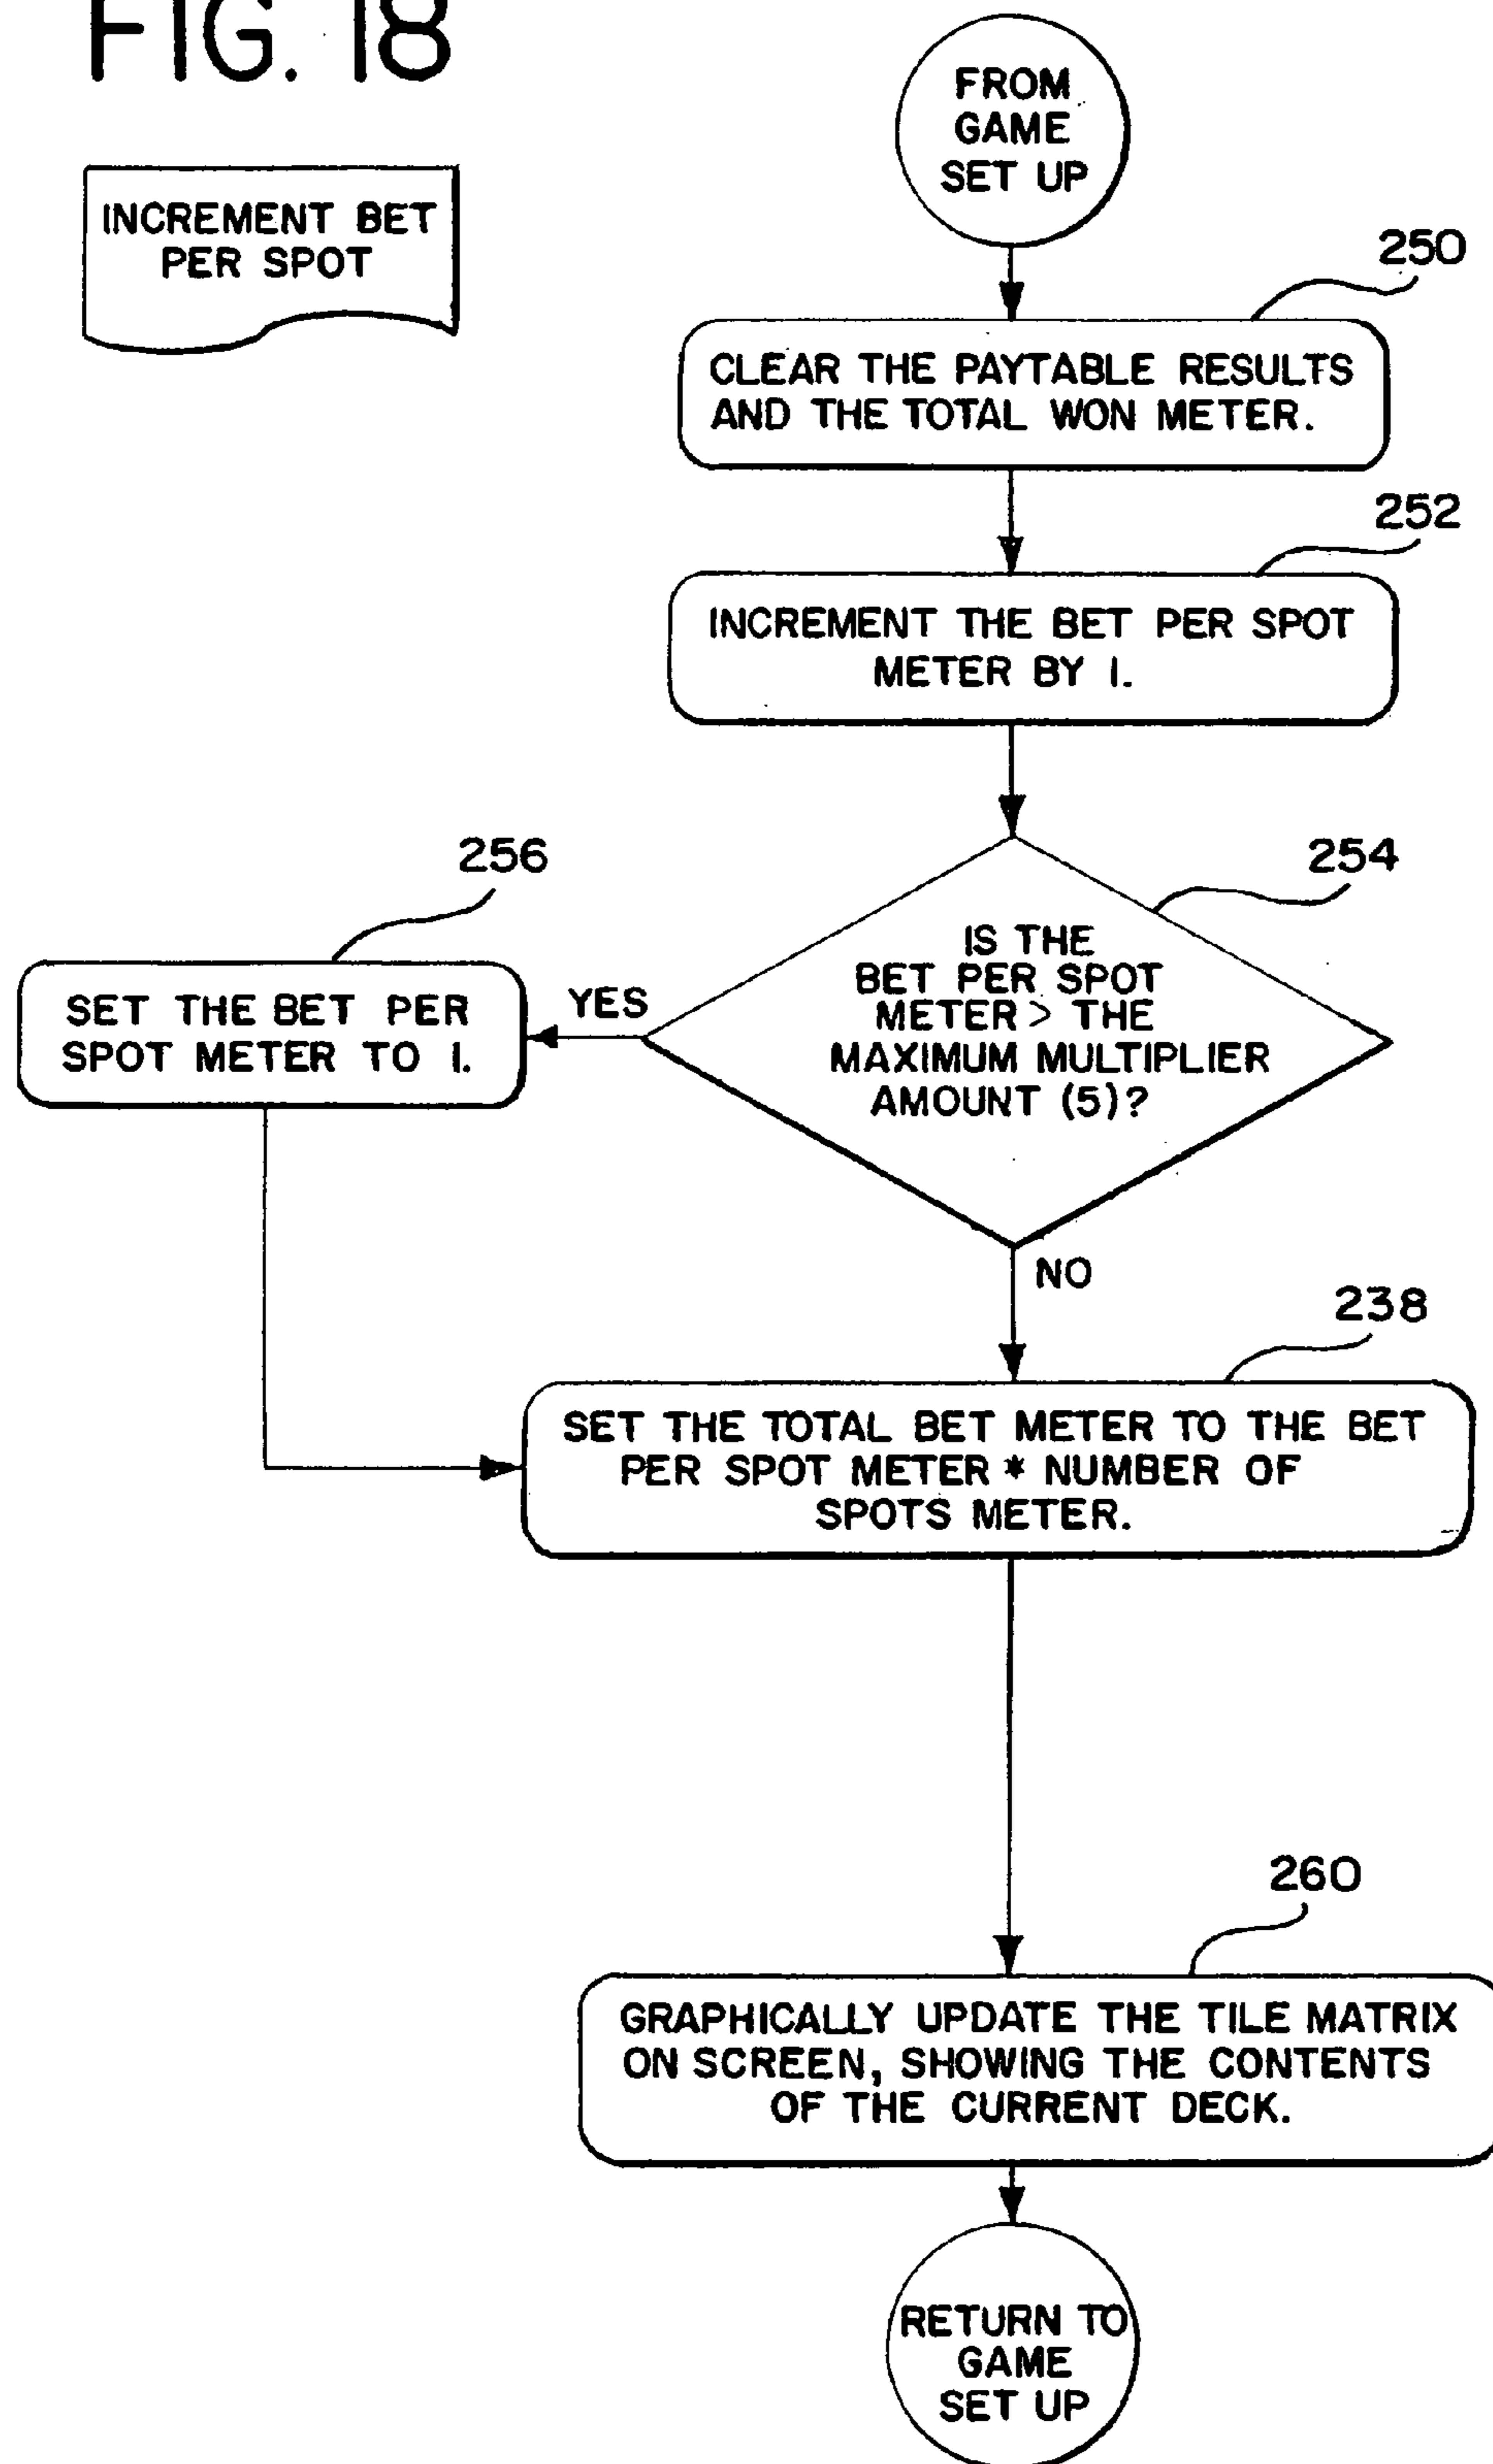 FIG. 18
INCREMENT BET
PER SPOT
FROM
GAME
SET UP
250
CLEAR THE PAYTABLE RESULTS
AND THE TOTAL WON METER.
252
INCREMENT THE BET PER SPOT
METER BY 1.
254
IS THE
BET PER SPOT
METER > THE
MAXIMUM MULTIPLIER
AMOUNT (5)?
YES
256
SET THE BET PER
SPOT METER TO 1.
NO
238
SET THE TOTAL BET METER TO THE BET
PER SPOT METER * NUMBER OF
SPOTS METER.
260
GRAPHICALLY UPDATE THE TILE MATRIX
ON SCREEN, SHOWING THE CONTENTS
OF THE CURRENT DECK.
RETURN TO
GAME
SET UP